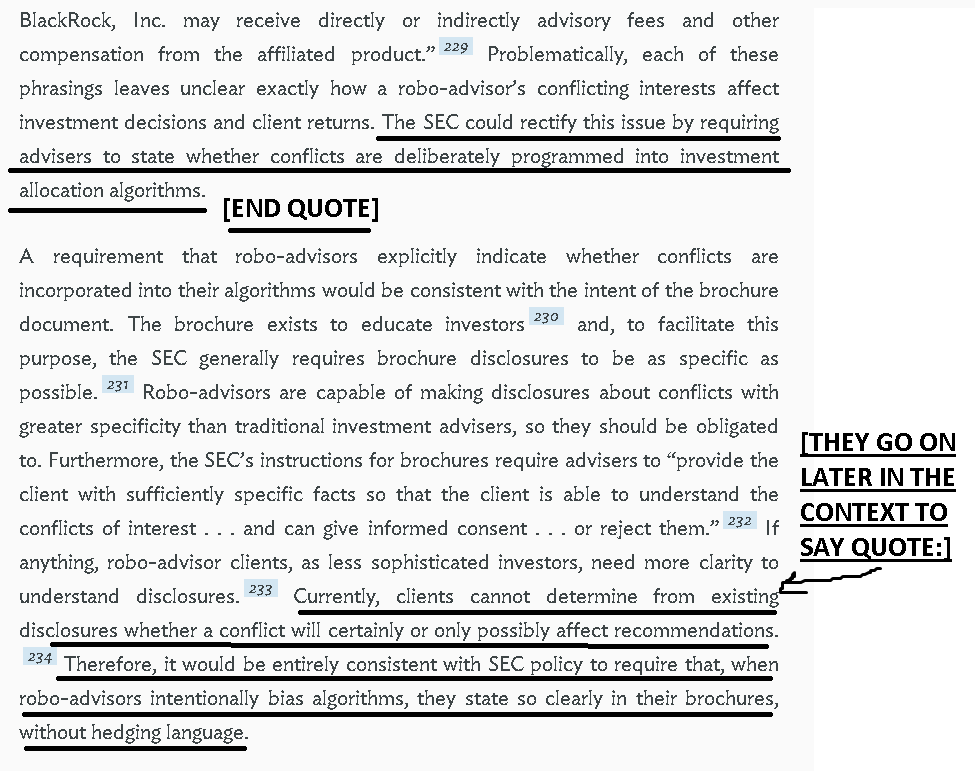 BlackRock, Inc. may receive directly or indirectly advisory fees and other
compensation from the affiliated product.” 229 Problematically, each of these
phrasings leaves unclear exactly how a robo-advisor’s conflicting interests affect
investment decisions and client returns. The SEC could rectify this issue by requiring
advisers to state whether conflicts are deliberately programmed into investment
allocation algorithms.
[END QUOTE]
A requirement that robo-advisors explicitly indicate whether conflicts are
incorporated into their algorithms would be consistent with the intent of the brochure
document. The brochure exists to educate investors 230 and, to facilitate this
purpose, the SEC generally requires brochure disclosures to be as specific as
possible. 231 Robo-advisors are capable of making disclosures about conflicts with
greater specificity than traditional investment advisers, so they should be obligated
to. Furthermore, the SEC’s instructions for brochures require advisers to “provide the
client with sufficiently specific facts so that the client is able to understand the
conflicts of interest . . . and can give informed consent . . . or reject them.” 232 If
anything, robo-advisor clients, as less sophisticated investors, need more clarity to
understand disclosures. 233 Currently, clients cannot determine from existing
disclosures whether a conflict will certainly or only possibly affect recommendations.
234 Therefore, it would be entirely consistent with SEC policy to require that, when
robo-advisors intentionally bias algorithms, they state so clearly in their brochures,
without hedging language.
[THEY GO ON
LATER IN THE
CONTEXT TO
SAY QUOTE:]